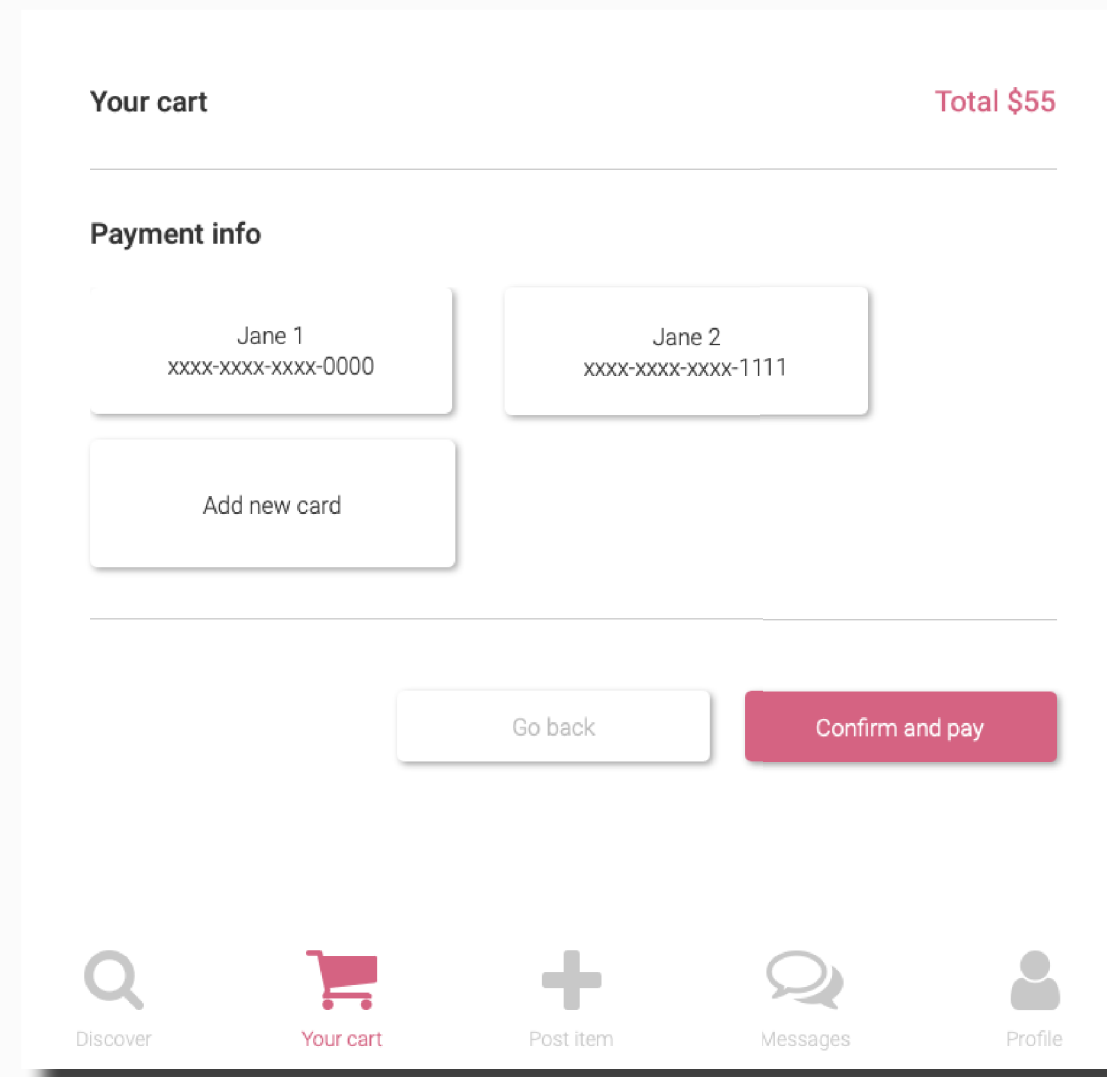 Your cart
Total $55
Payment info
Jane 1
xxxx-xxxx-xxxx-0000
Jane 2
xxxx-xxxx-xxxx-1111
Add new card
Go back
Confirm and pay
Discover
Your cart
Post item
Messages
Profile